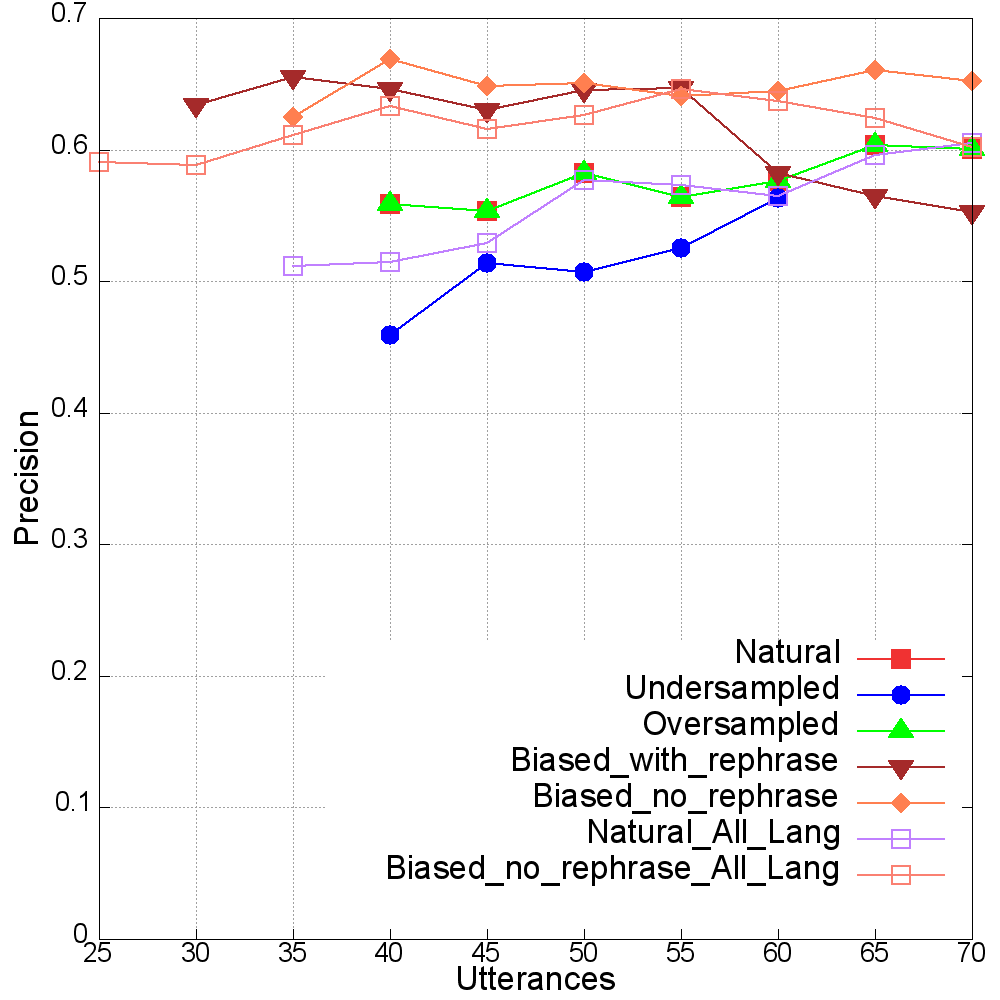 0.7
0.6
0.5
0.4
0.3
0.2
0.1
0
Precision
Natural
Undersampled
Oversampled
Biased_with_rephrase
Biased_no_rephrase
Natural_All_Lang
Biased_no_rephrase_All_Lang
25 30 35 40 45 50 55 60 65 70
Utterances